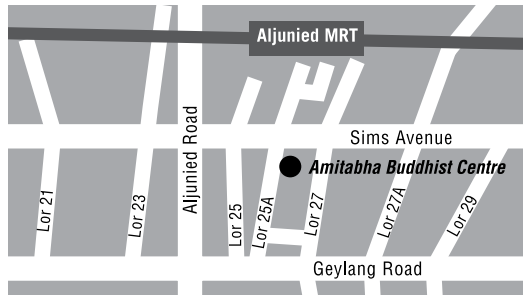 Aljunied MRT
Sims Avenue
Amitabha Buddhist Centre
Aljunied Road
Lor 21
Lor 23
Lor 25
Lor 25A
Lor 27
Lor 27A
Lor 29
Geylang Road